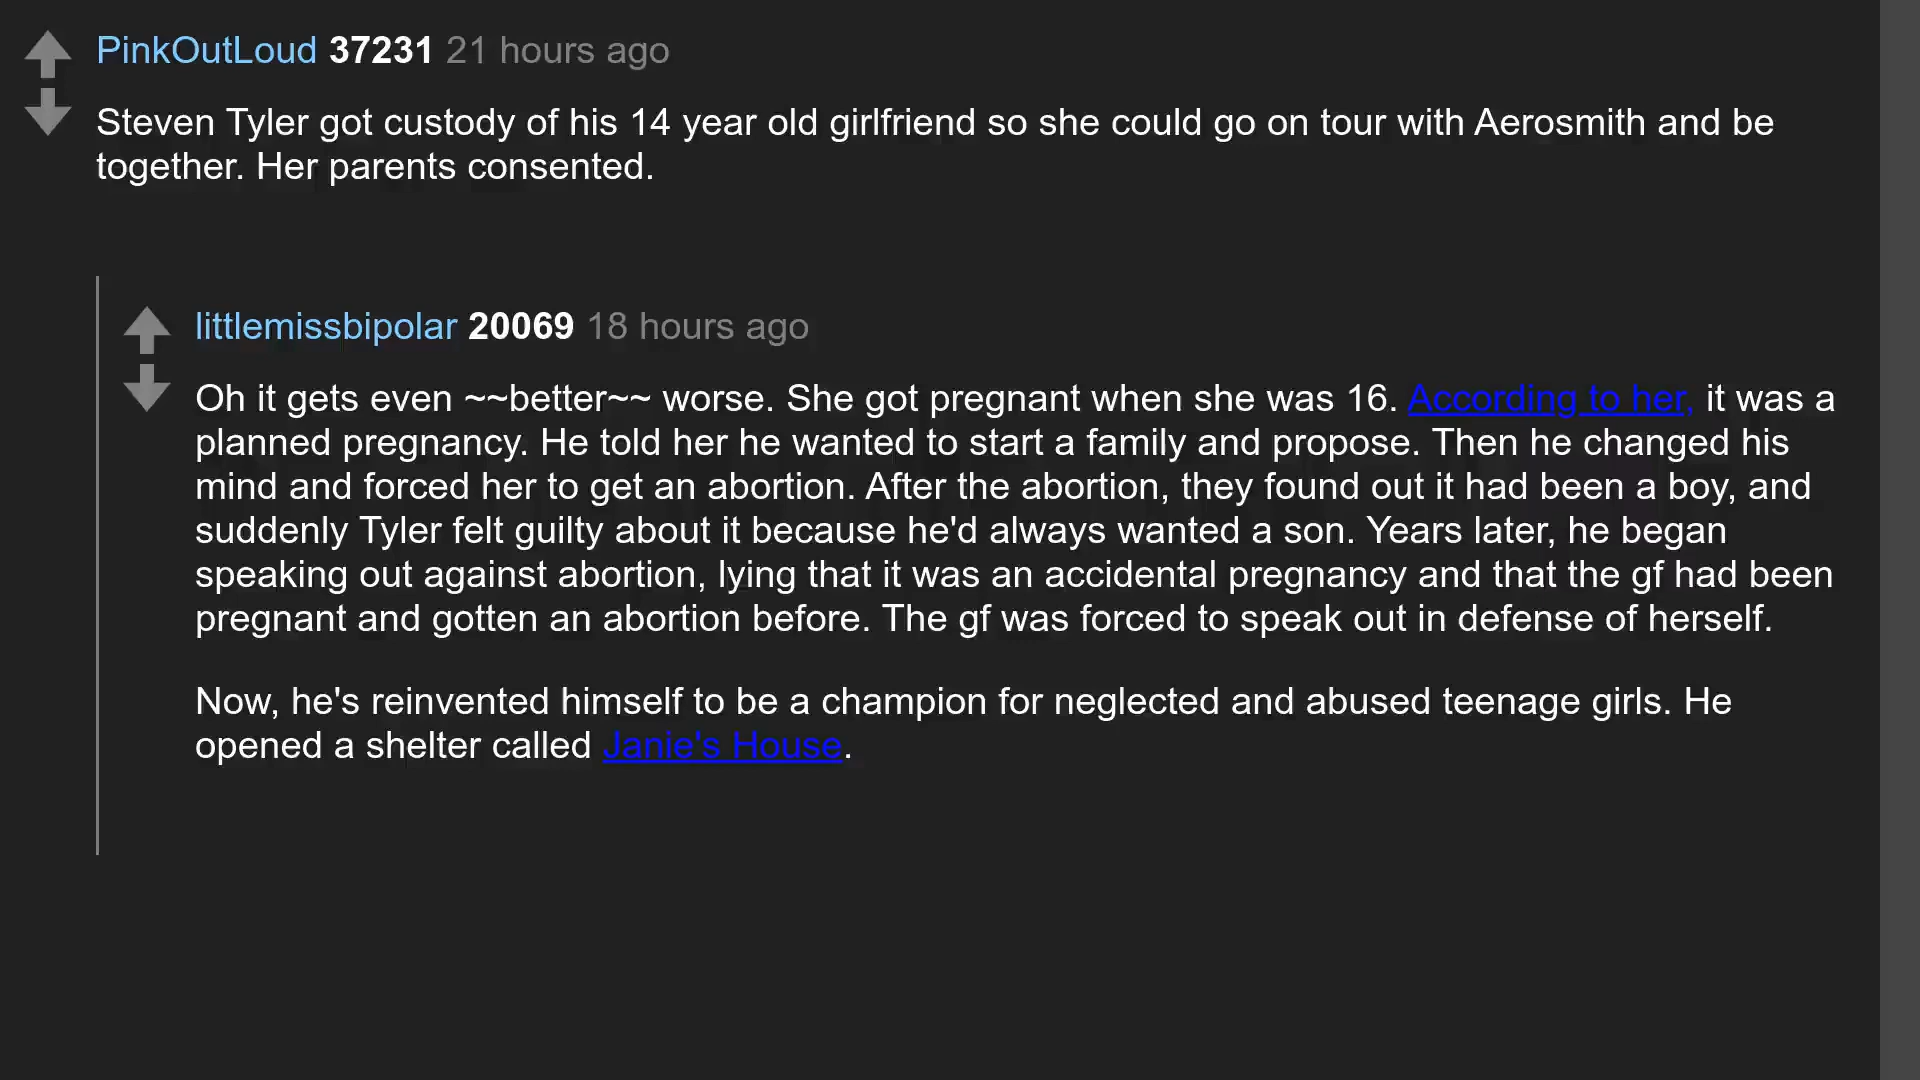 PinkOutLoud 37231 21 hours ago
Steven Tyler got custody of his 14 year old girlfriend so she could go on tour with Aerosmith and be
together. Her parents consented.
littlemissbipolar 20069 18 hours ago
Oh it gets even ~~better~~ worse. She got pregnant when she was 16. According to her, it was a
planned pregnancy. He told her he wanted to start a family and propose. Then he changed his
mind and forced her to get an abortion. After the abortion, they found out it had been a boy, and
suddenly Tyler felt guilty about it because he'd always wanted a son. Years later, he began
speaking out against abortion, lying that it was an accidental pregnancy and that the gf had been
pregnant and gotten an abortion before. The gf was forced to speak out in defense of herself.
Now, he's reinvented himself to be a champion for neglected and abused teenage girls. He
opened a shelter called Janie's House.